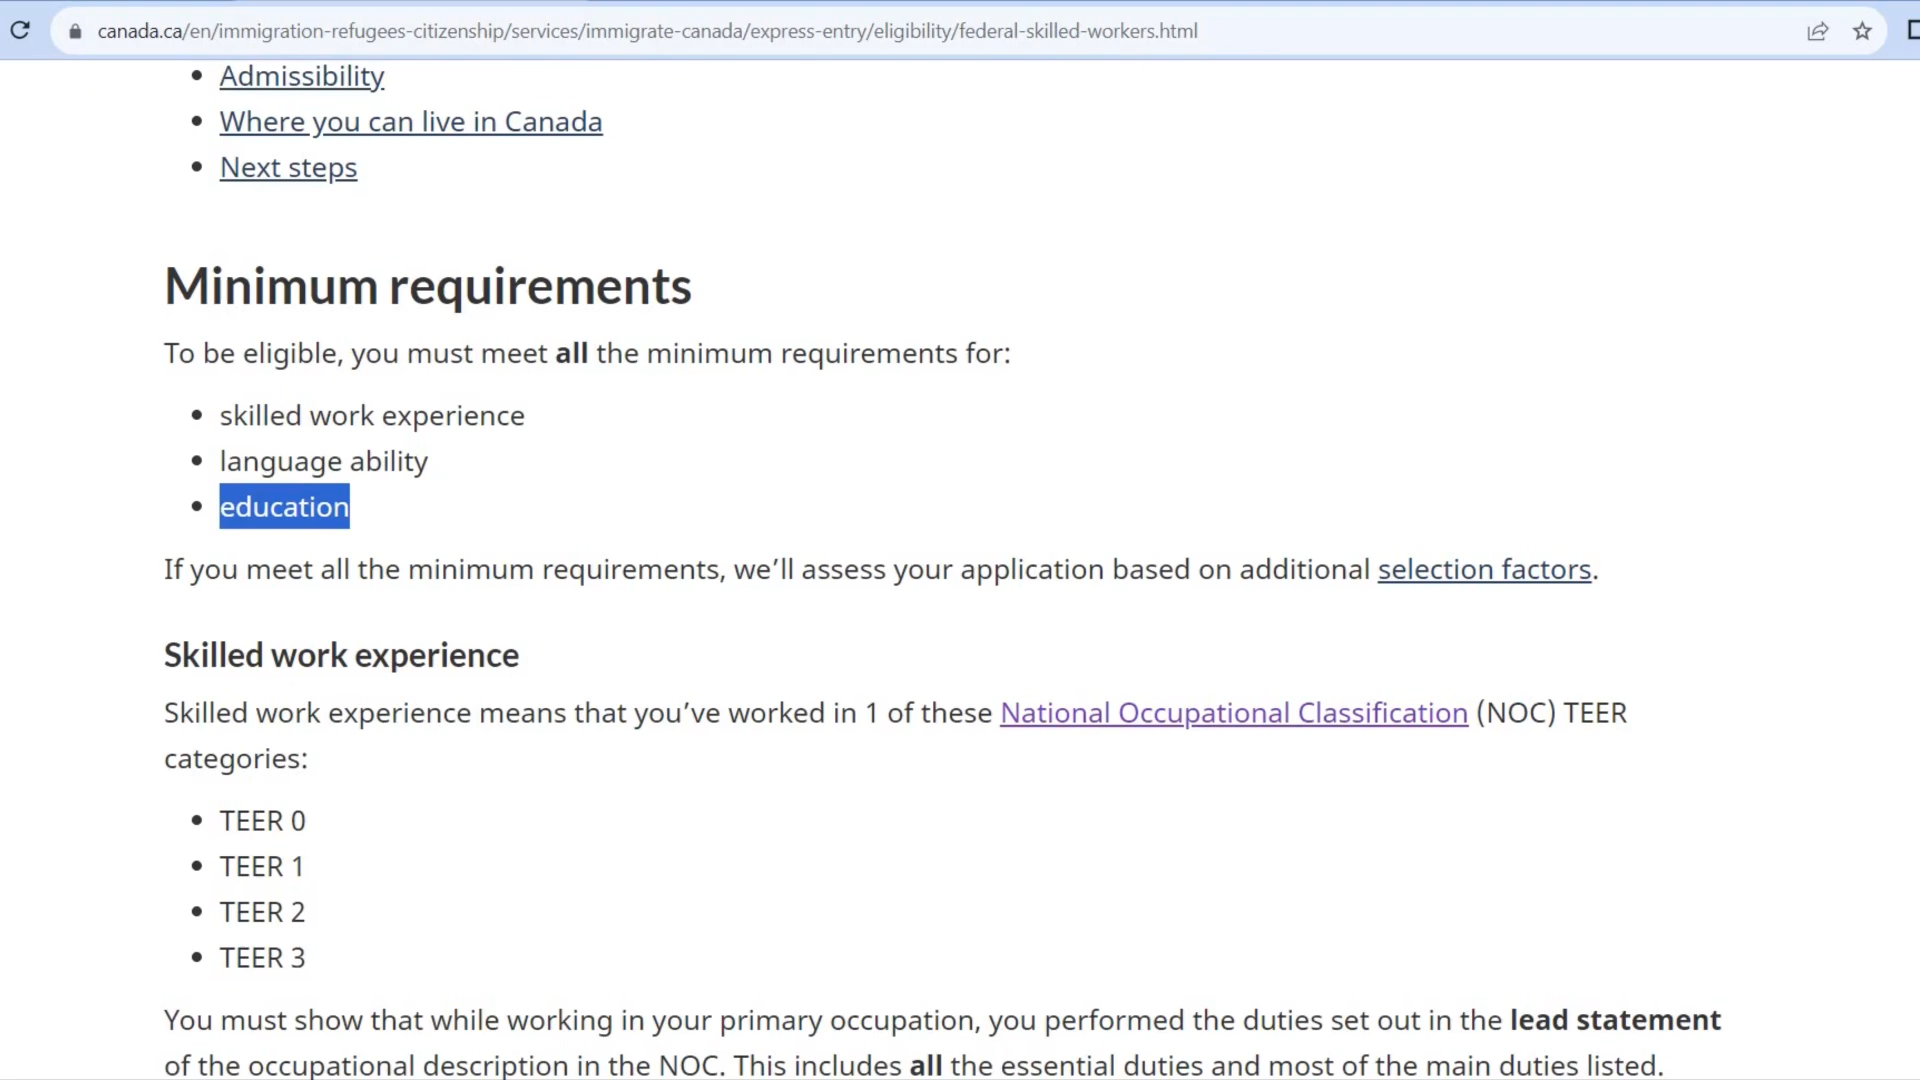 canada.ca/en/immigration-refugees-citizenship/services/immigrate-canada/express-entry/eligibility/federal-skilled-workers.html
Admissibility
Where you can live in Canada
Next steps
Minimum requirements
To be eligible, you must meet all the minimum requirements for:
skilled work experience
language ability
education
If you meet all the minimum requirements, we’ll assess your application based on additional selection factors.
Skilled work experience
Skilled work experience means that you’ve worked in 1 of these National Occupational Classification (NOC) TEER
categories:
TEER 0
TEER 1
TEER 2
TEER 3
You must show that while working in your primary occupation, you performed the duties set out in the lead statement
of the occupational description in the NOC. This includes all the essential duties and most of the main duties listed.